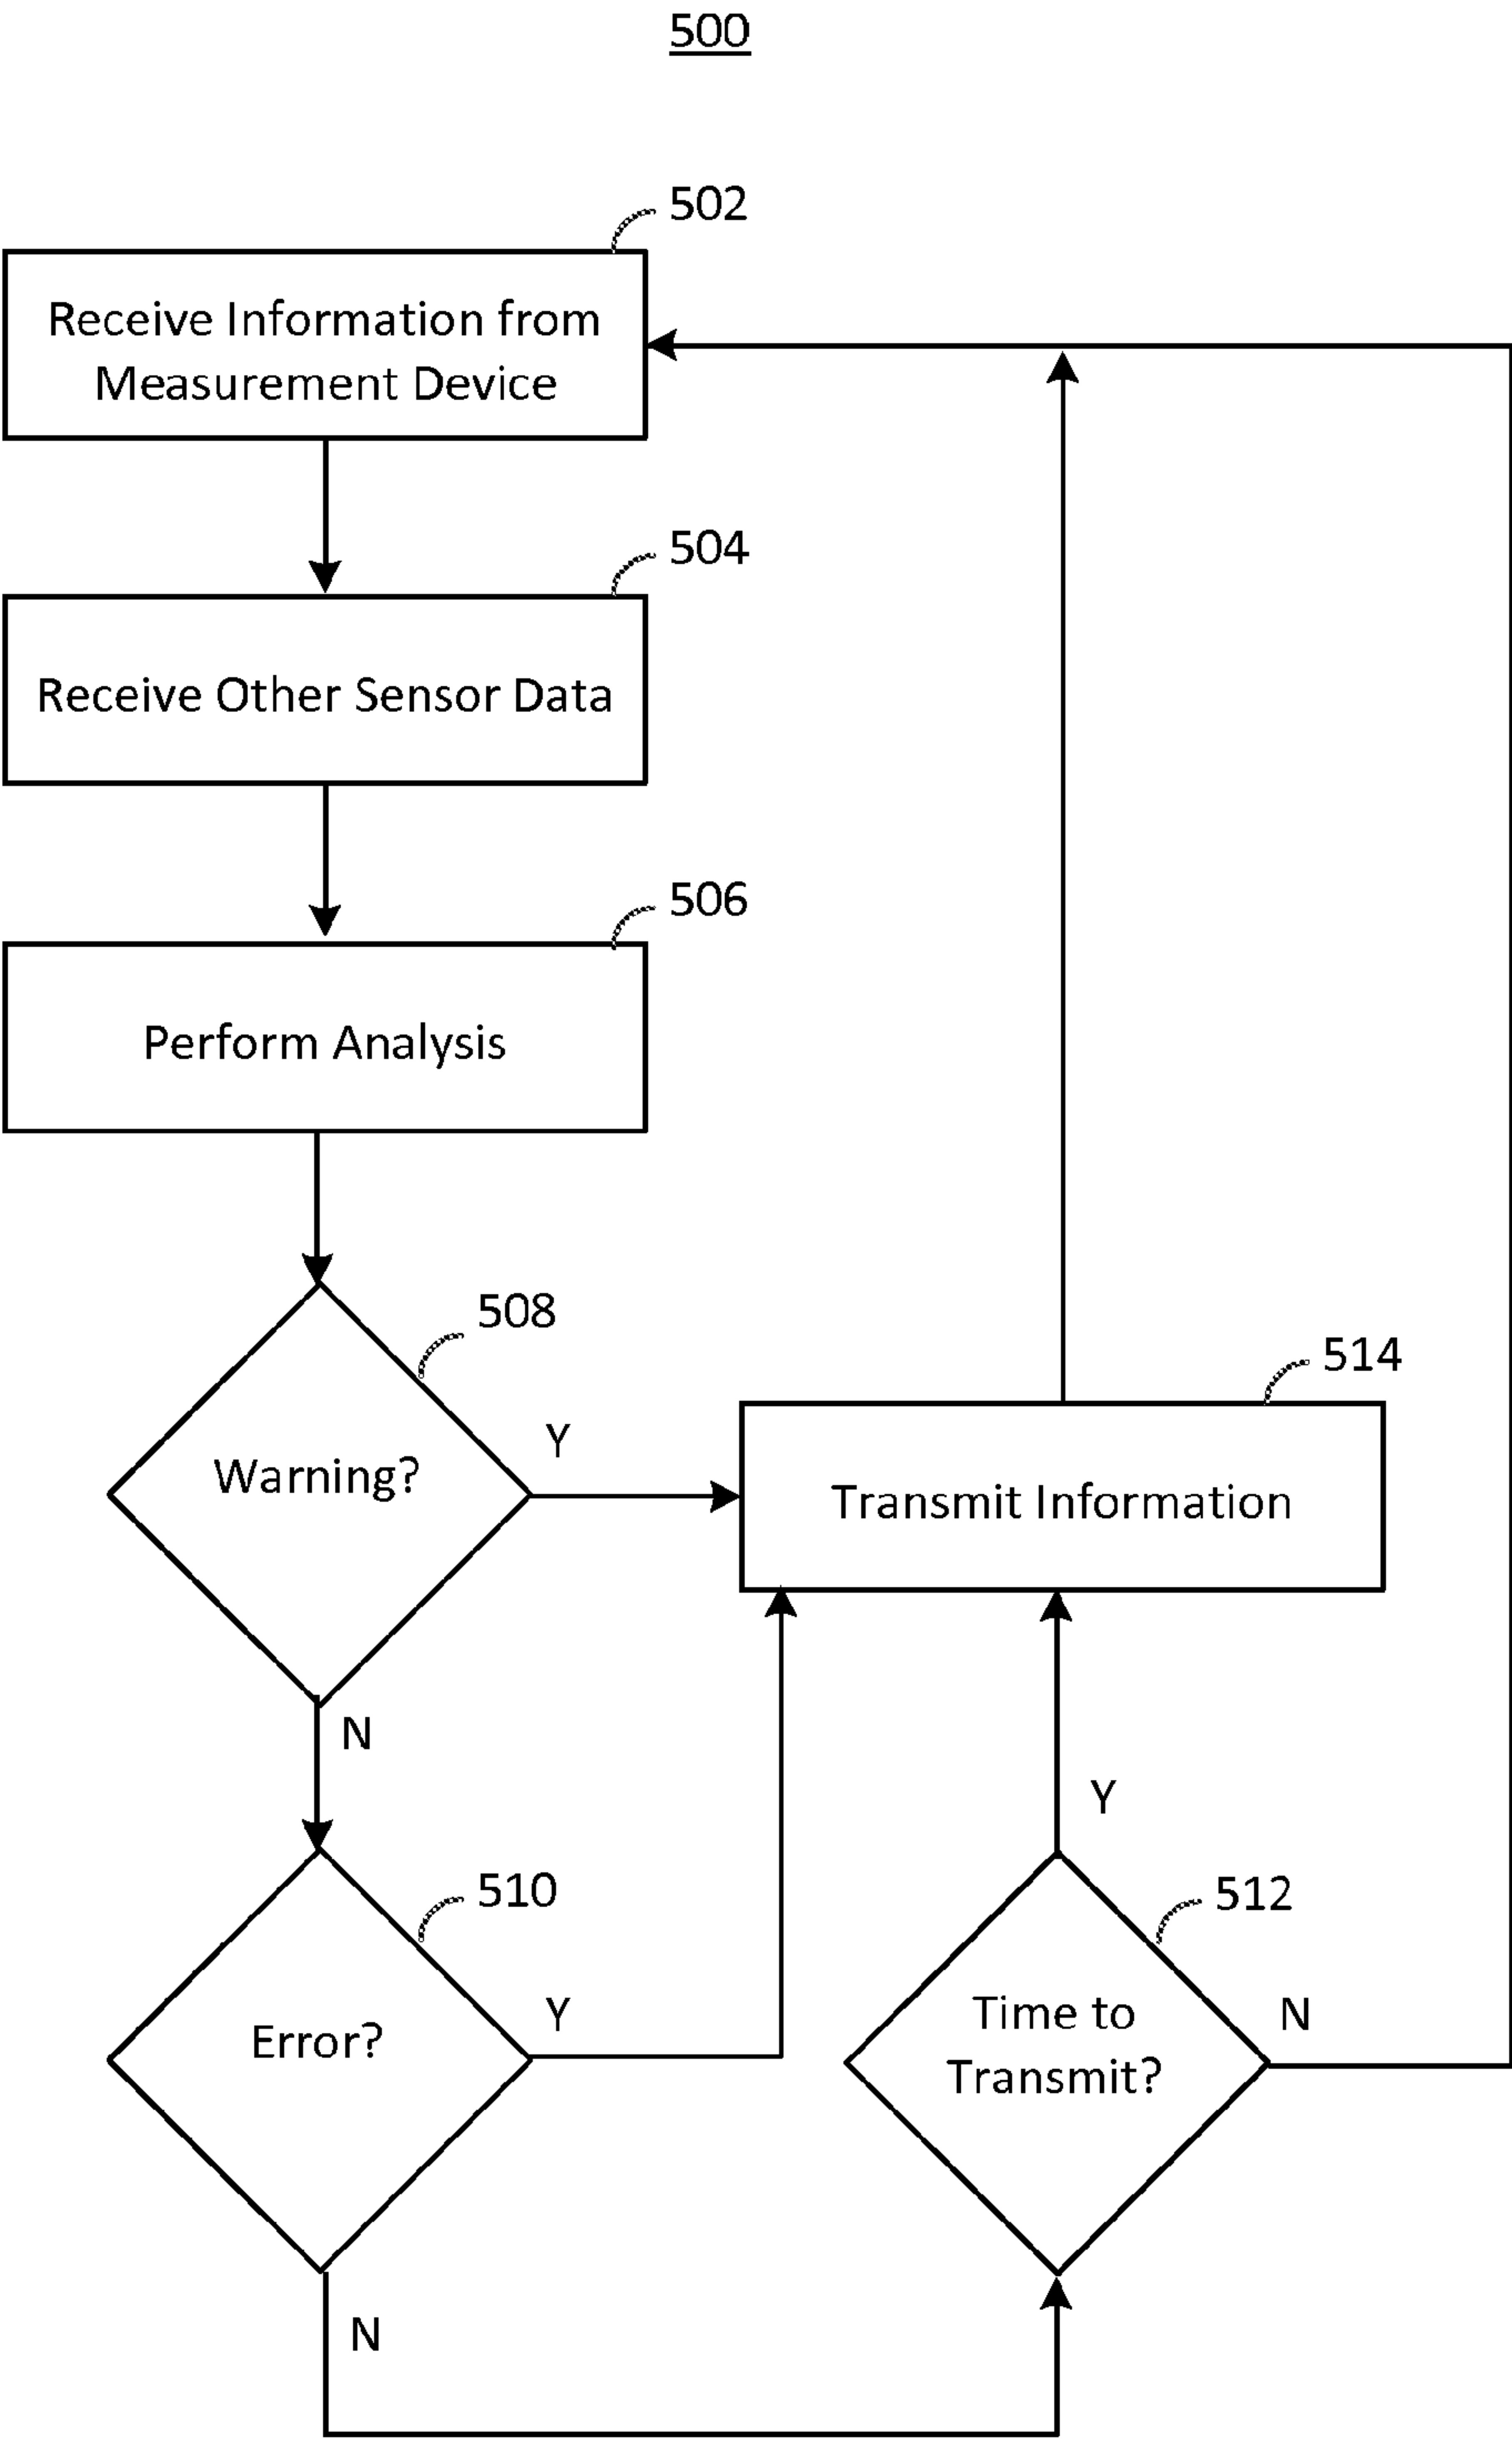 500
502
Receive Information from
Measurement Device
504
Receive Other Sensor Data
506
Perform Analysis
508
Warning?
Y
514
Transmit Information
N
510
Error?
Y
Y
512
Time to
Transmit?
N
N